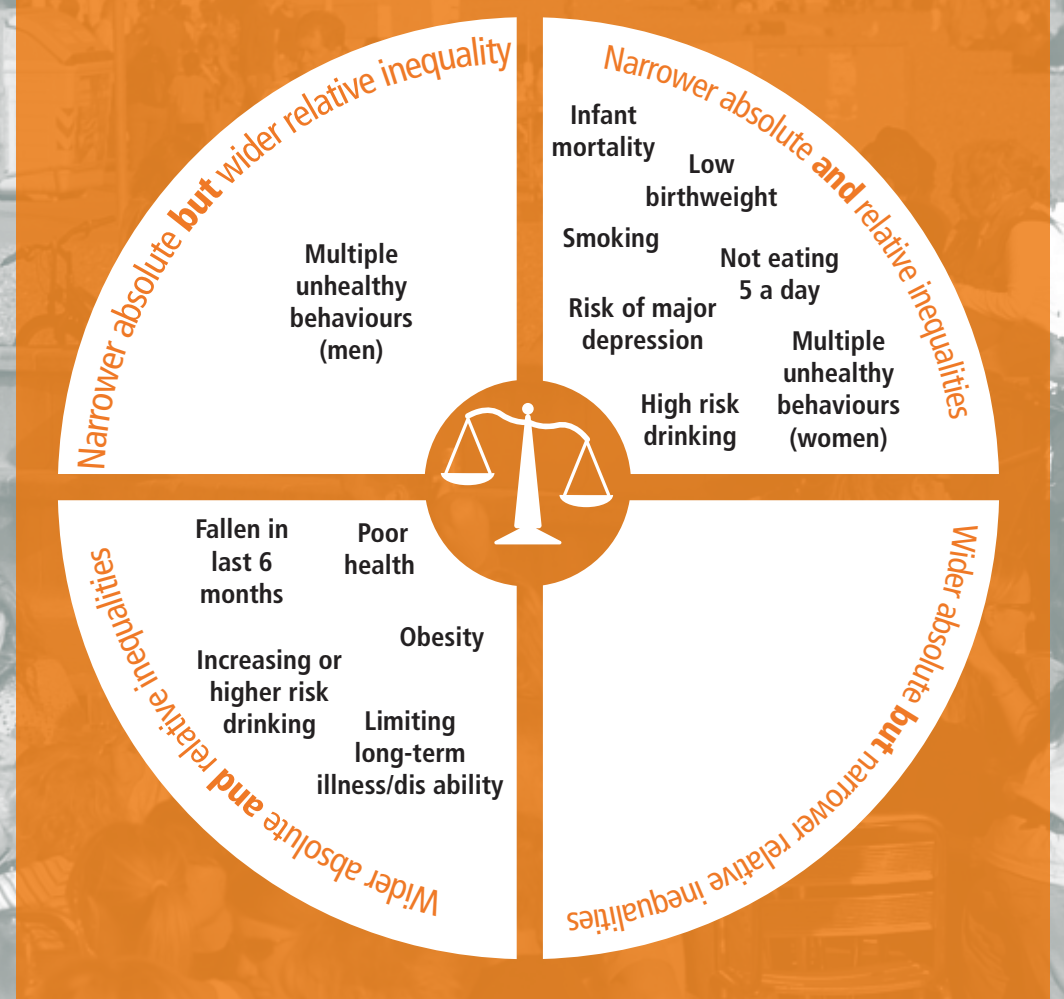 Narrower absolute but wider relative inequality
Multiple
unhealthy
behaviours
(men)
Narrower absolute and relative inequalities
Infant
mortality
Low
birthweight
Smoking
Not eating
5 a day
Risk of major
depression
Multiple
unhealthy
behaviours
(women)
High risk
drinking
Wider absolute and relative inequalities
Fallen in
last 6
months
Poor
health
Obesity
Increasing or
higher risk
drinking
Limiting
long-term
illness/dis ability
Wider absolute but narrower relative inequalities